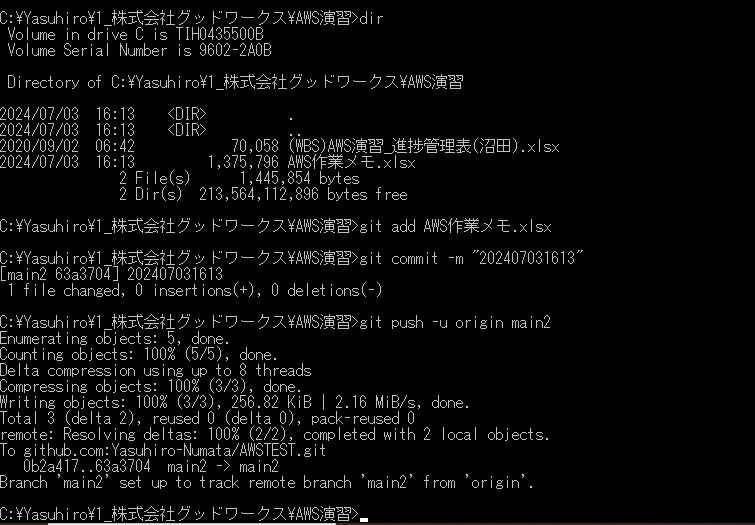 C:¥Yasuhiro¥1_株式会社グッドワークス¥AWS演習>dir
Volume in drive C is TIH0435500B
Volume Serial Number is 9602-2A0B
Directory of C:¥Yasuhiro¥1_株式会社グッドワークス¥AWS演習
2024/07/03  16:13    <DIR>          .
2024/07/03  16:13    <DIR>          ..
2020/09/02  06:42            70,058 (WBS)AWS演習_進捗管理表(沼田).xlsx
2024/07/03  16:13         1,375,796 AWS作業メモ.xlsx
2 File(s)      1,445,854 bytes
2 Dir(s)  213,564,112,896 bytes free
C:¥Yasuhiro¥1_株式会社グッドワークス¥AWS演習>git add AWS作業メモ.xlsx
C:¥Yasuhiro¥1_株式会社グッドワークス¥AWS演習>git commit -m "202407031613"
[main2 63a3704] 202407031613
1 file changed, 0 insertions(+), 0 deletions(-)
C:¥Yasuhiro¥1_株式会社グッドワークス¥AWS演習>git push -u origin main2
Enumerating objects: 5, done.
Counting objects: 100% (5/5), done.
Delta compression using up to 8 threads
Compressing objects: 100% (3/3), done.
Writing objects: 100% (3/3), 256.82 KiB | 2.16 MiB/s, done.
Total 3 (delta 2), reused 0 (delta 0), pack-reused 0
remote: Resolving deltas: 100% (2/2), completed with 2 local objects.
To github.com:Yasuhiro-Numata/AWSTEST.git
0b2a417..63a3704  main2 -> main2
Branch 'main2' set up to track remote branch 'main2' from 'origin'.
C:¥Yasuhiro¥1_株式会社グッドワークス¥AWS演習>